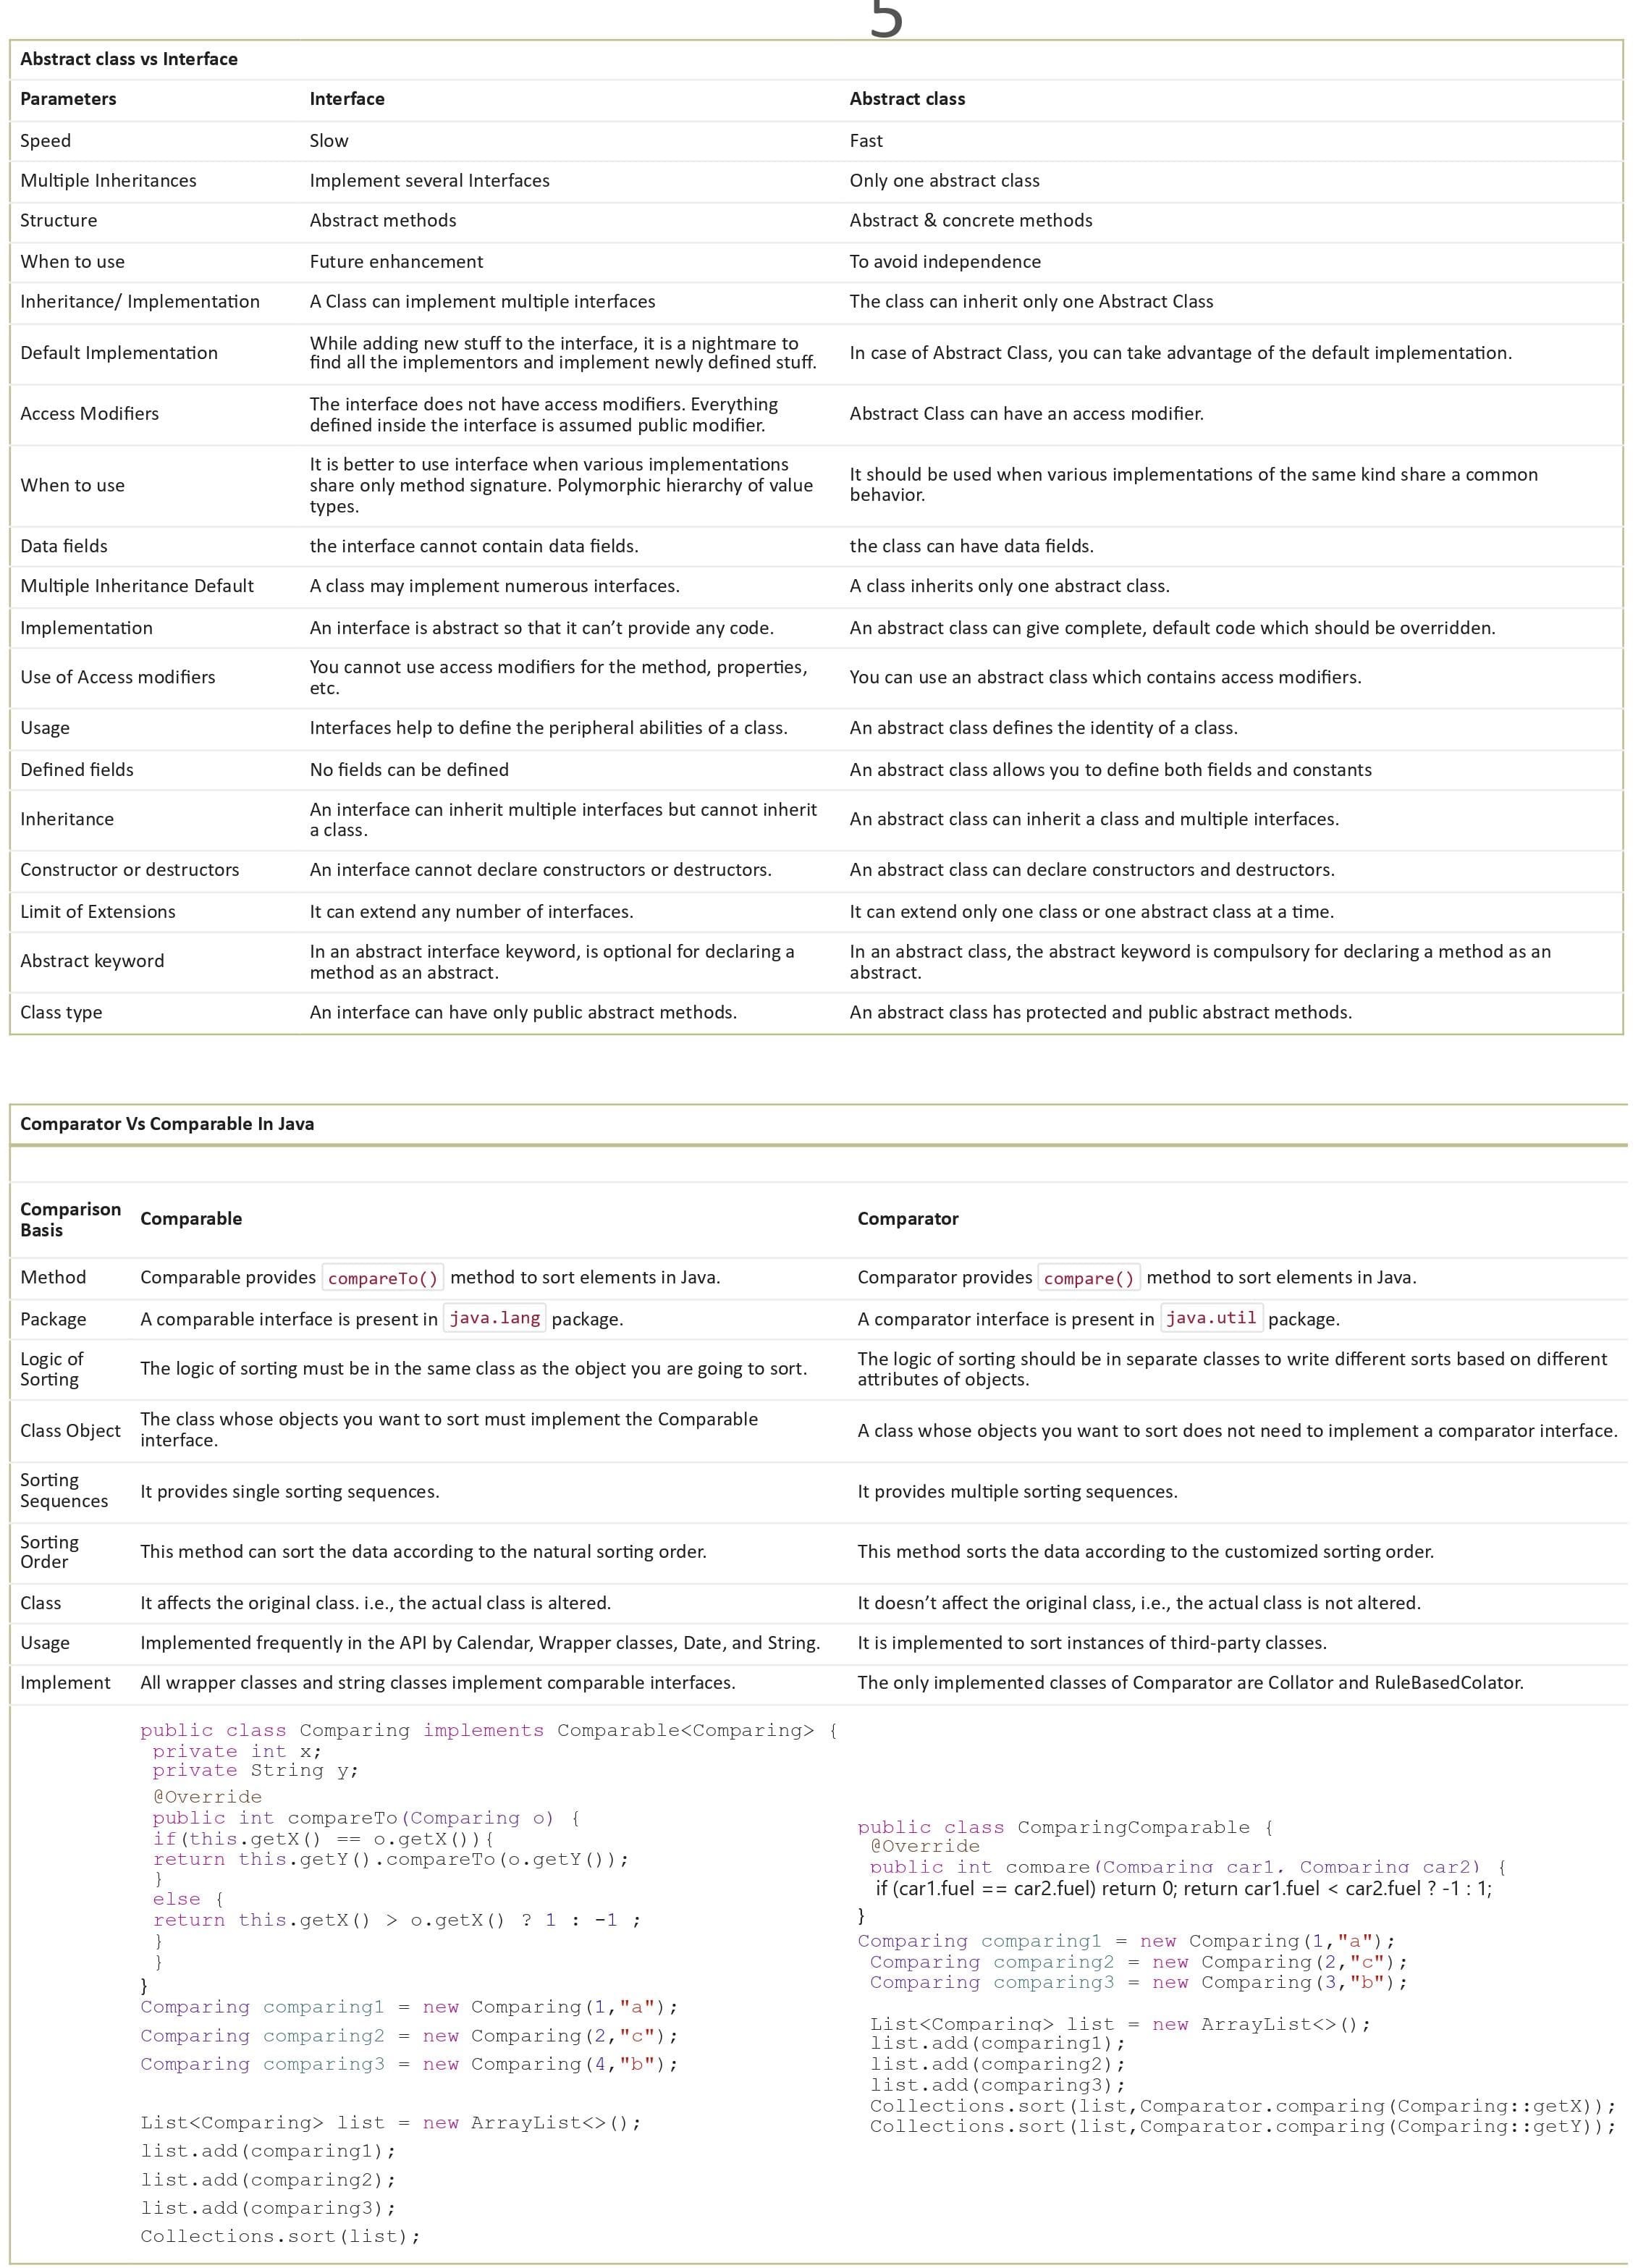 5
Abstract class vs Interface
Parameters Interface Abstract class
Speed Slow Fast
Multiple Inheritances Implement several Interfaces Only one abstract class
Structure Abstract methods Abstract & concrete methods
When to use Future enhancement To avoid independence
Inheritance/ Implementation A Class can implement multiple interfaces The class can inherit only one Abstract Class
Default Implementation While adding new stuff to the interface, it is a nightmare to
find all the implementors and implement newly defined stuff. In case of Abstract Class, you can take advantage of the default implementation.
Access Modifiers The interface does not have access modifiers. Everything
defined inside the interface is assumed public modifier. Abstract Class can have an access modifier.
When to use It is better to use interface when various implementations
share only method signature. Polymorphic hierarchy of value
types. It should be used when various implementations of the same kind share a common
behavior.
Data fields the interface cannot contain data fields. the class can have data fields.
Multiple Inheritance Default A class may implement numerous interfaces. A class inherits only one abstract class.
Implementation An interface is abstract so that it can’t provide any code. An abstract class can give complete, default code which should be overridden.
Use of Access modifiers You cannot use access modifiers for the method, properties,
etc. You can use an abstract class which contains access modifiers.
Usage Interfaces help to define the peripheral abilities of a class. An abstract class defines the identity of a class.
Defined fields No fields can be defined An abstract class allows you to define both fields and constants
Inheritance An interface can inherit multiple interfaces but cannot inherit
a class. An abstract class can inherit a class and multiple interfaces.
Constructor or destructors An interface cannot declare constructors or destructors. An abstract class can declare constructors and destructors.
Limit of Extensions It can extend any number of interfaces. It can extend only one class or one abstract class at a time.
Abstract keyword In an abstract interface keyword, is optional for declaring a
method as an abstract. In an abstract class, the abstract keyword is compulsory for declaring a method as an
abstract.
Class type An interface can have only public abstract methods. An abstract class has protected and public abstract methods.
Comparator Vs Comparable In Java
Comparison
Basis Comparable Comparator
Method Comparable provides compareTo() method to sort elements in Java. Comparator provides compare() method to sort elements in Java.
Package A comparable interface is present in java.lang package. A comparator interface is present in java.util package.
Logic of
Sorting The logic of sorting must be in the same class as the object you are going to sort. The logic of sorting should be in separate classes to write different sorts based on different
attributes of objects.
Class Object The class whose objects you want to sort must implement the Comparable
interface. A class whose objects you want to sort does not need to implement a comparator interface.
Sorting
Sequences It provides single sorting sequences. It provides multiple sorting sequences.
Sorting
Order This method can sort the data according to the natural sorting order. This method sorts the data according to the customized sorting order.
Class It affects the original class. i.e., the actual class is altered. It doesn’t affect the original class, i.e., the actual class is not altered.
Usage Implemented frequently in the API by Calendar, Wrapper classes, Date, and String. It is implemented to sort instances of third-party classes.
Implement All wrapper classes and string classes implement comparable interfaces. The only implemented classes of Comparator are Collator and RuleBasedColator.
public class Comparing implements Comparable<Comparing> {
private int x;
private String y;
@Override
public int compareTo(Comparing o) {
if(this.getX() == o.getX()){
return this.getY().compareTo(o.getY());
}
else {
return this.getX() > o.getX() ? 1 : -1 ;
}
}
}
Comparing comparing1 = new Comparing(1,"a");
Comparing comparing2 = new Comparing(2,"c");
Comparing comparing3 = new Comparing(4,"b");
List<Comparing> list = new ArrayList<>();
list.add(comparing1);
list.add(comparing2);
list.add(comparing3);
Collections.sort(list);
public class ComparingComparable {
@Override
public int compare(Comparing car1, Comparing car2) {
if (car1.fuel == car2.fuel) return 0; return car1.fuel < car2.fuel ? -1 : 1;
}
Comparing comparing1 = new Comparing(1,"a");
Comparing comparing2 = new Comparing(2,"c");
Comparing comparing3 = new Comparing(3,"b");
List<Comparing> list = new ArrayList<>();
list.add(comparing1);
list.add(comparing2);
list.add(comparing3);
Collections.sort(list,Comparator.comparing(Comparing::getX));
Collections.sort(list,Comparator.comparing(Comparing::getY));